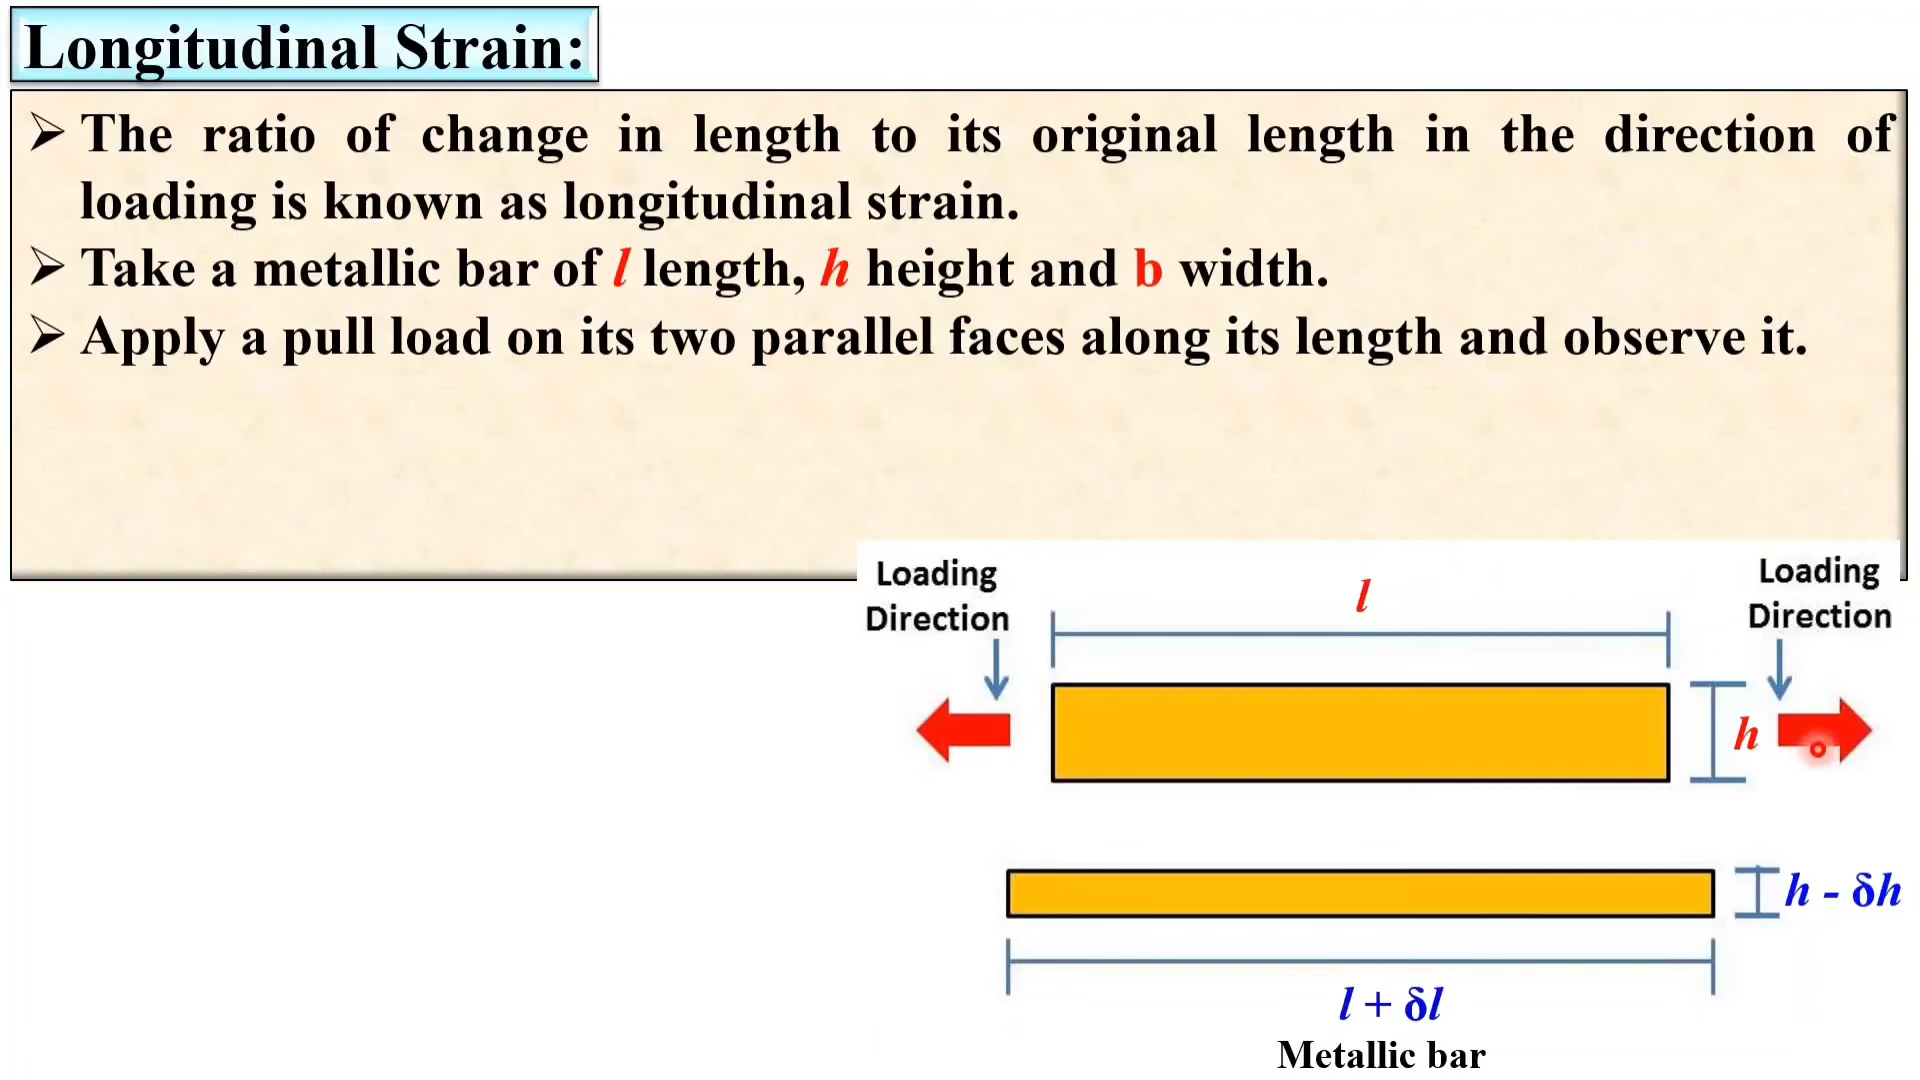 Longitudinal Strain:
➢ The ratio of change in length to its original length in the direction of
loading is known as longitudinal strain.
➢ Take a metallic bar of l length, h height and b width.
➢ Apply a pull load on its two parallel faces along its length and observe it.
Loading
Direction
l
Loading
Direction
h
h - δh
l + δl
Metallic bar